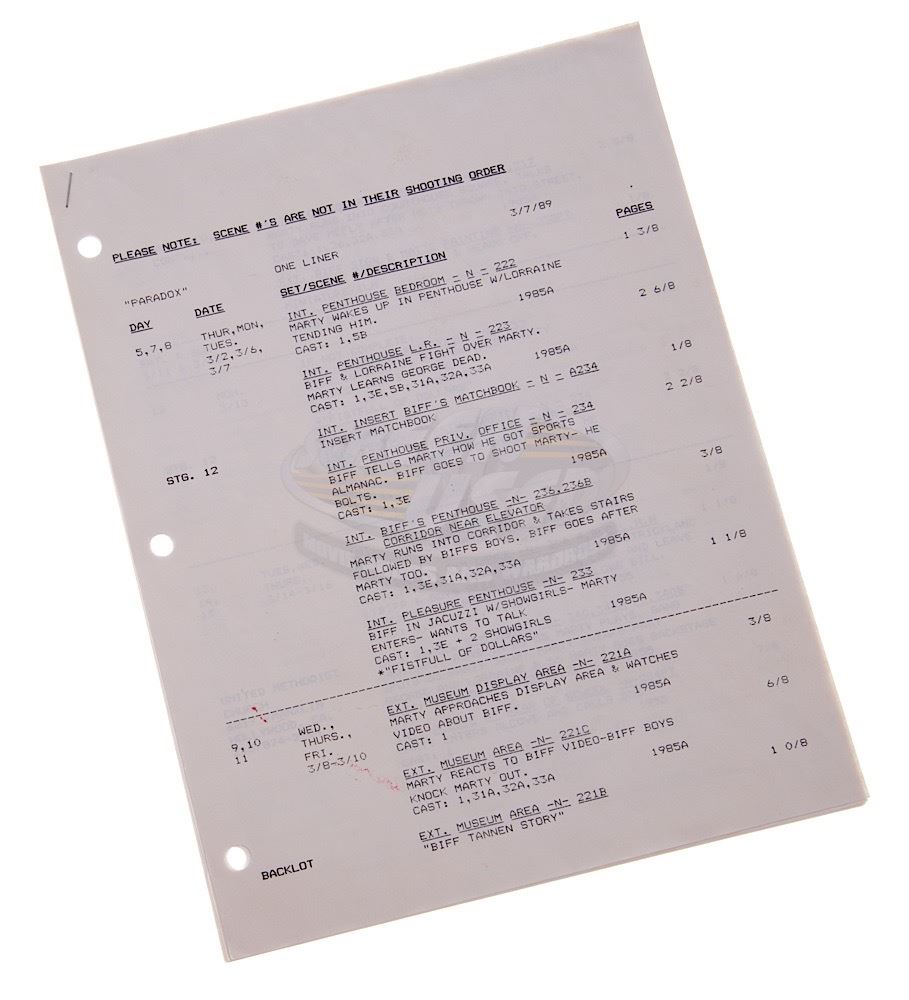 PLEASE NOTE: SCENE #'S ARE NOT IN THEIR SHOOTING ORDER
ONE LINER 3/7/89
"PARADOX"
DAY DATE SET/SCENE #/DESCRIPTION PAGES
5,7,8 THUR,MON, INT. PENTHOUSE BEDROOM – N – 222 1 3/8
TUES. MARTY WAKES UP IN PENTHOUSE W/LORRAINE
3/2,3/6, TENDING HIM. 1985A
3/7 CAST: 1,5B
INT. PENTHOUSE L.R. – N – 223 2 6/8
BIFF & LORRAINE FIGHT OVER MARTY.
MARTY LEARNS GEORGE DEAD. 1985A
CAST: 1,3E,5B,31A,32A,33A
INT. INSERT BIFF'S MATCHBOOK – N – A234 1/8
INSERT MATCHBOOK
STG. 12 INT. PENTHOUSE PRIV. OFFICE – N – 234 2 2/8
BIFF TELLS MARTY HOW HE GOT SPORTS
ALMANAC. BIFF GOES TO SHOOT MARTY- HE
BOLTS. 1985A
CAST: 1,3E
INT. BIFF'S PENTHOUSE -N- 236,236B 3/8
CORRIDOR NEAR ELEVATOR
MARTY RUNS INTO CORRIDOR & TAKES STAIRS
FOLLOWED BY BIFFS BOYS. BIFF GOES AFTER
MARTY TOO. 1985A
CAST: 1,3E,31A,32A,33A
INT. PLEASURE PENTHOUSE -N- 233 1 1/8
BIFF IN JACUZZI W/SHOWGIRLS- MARTY
ENTERS- WANTS TO TALK 1985A
CAST: 1,3E + 2 SHOWGIRLS
*"FISTFULL OF DOLLARS"
9,10 WED., EXT. MUSEUM DISPLAY AREA -N- 221A 3/8
11 THURS., MARTY APPROACHES DISPLAY AREA & WATCHES
FRI. VIDEO ABOUT BIFF. 1985A
3/8-3/10 CAST: 1
EXT. MUSEUM AREA -N- 221C 6/8
MARTY REACTS TO BIFF VIDEO-BIFF BOYS
KNOCK MARTY OUT. 1985A
CAST: 1,31A,32A,33A
BACKLOT EXT. MUSEUM AREA -N- 221B 1 0/8
"BIFF TANNEN STORY"